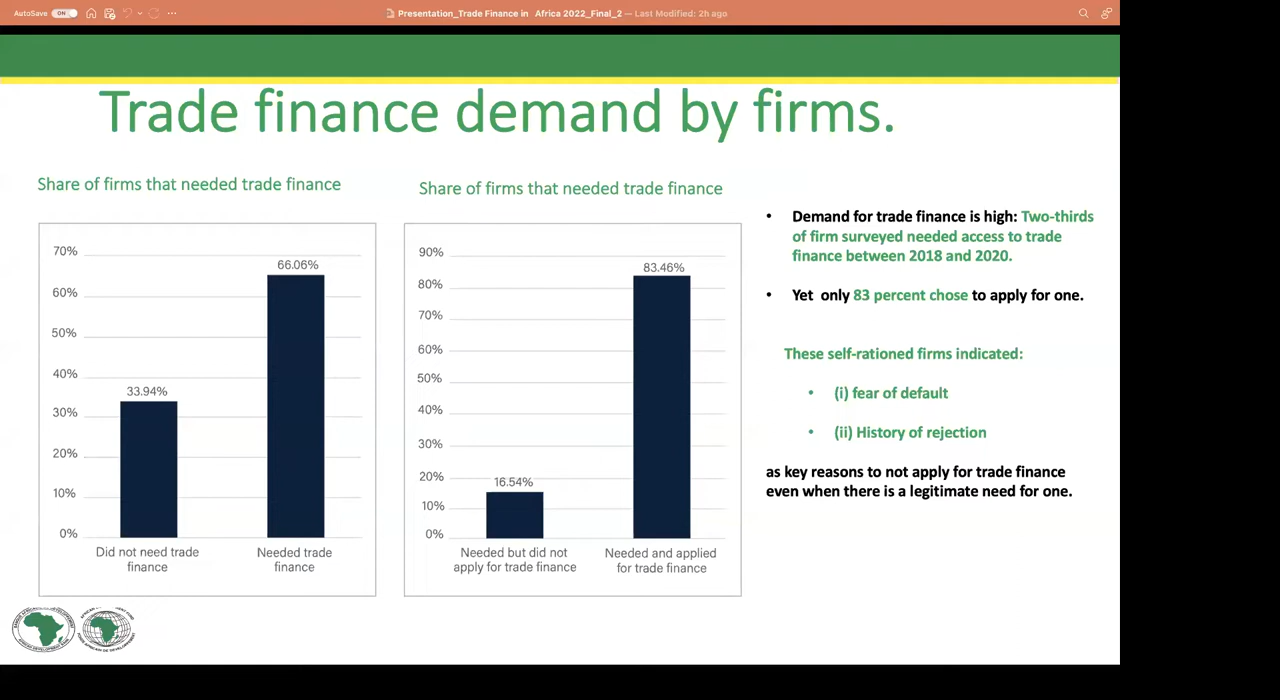 AutoSave ON
Presentation_Trade Finance in Africa 2022_Final_2 — Last Modified: 2h ago
Trade finance demand by firms.
Share of firms that needed trade finance
70%
60%
50%
40%
30%
20%
10%
0%
33.94%
66.06%
Did not need trade
finance
Needed trade
finance
Share of firms that needed trade finance
90%
80%
70%
60%
50%
40%
30%
20%
10%
0%
16.54%
83.46%
Needed but did not
apply for trade finance
Needed and applied
for trade finance
• Demand for trade finance is high: Two-thirds
of firm surveyed needed access to trade
finance between 2018 and 2020.
• Yet only 83 percent chose to apply for one.
These self-rationed firms indicated:
• (i) fear of default
• (ii) History of rejection
as key reasons to not apply for trade finance
even when there is a legitimate need for one.